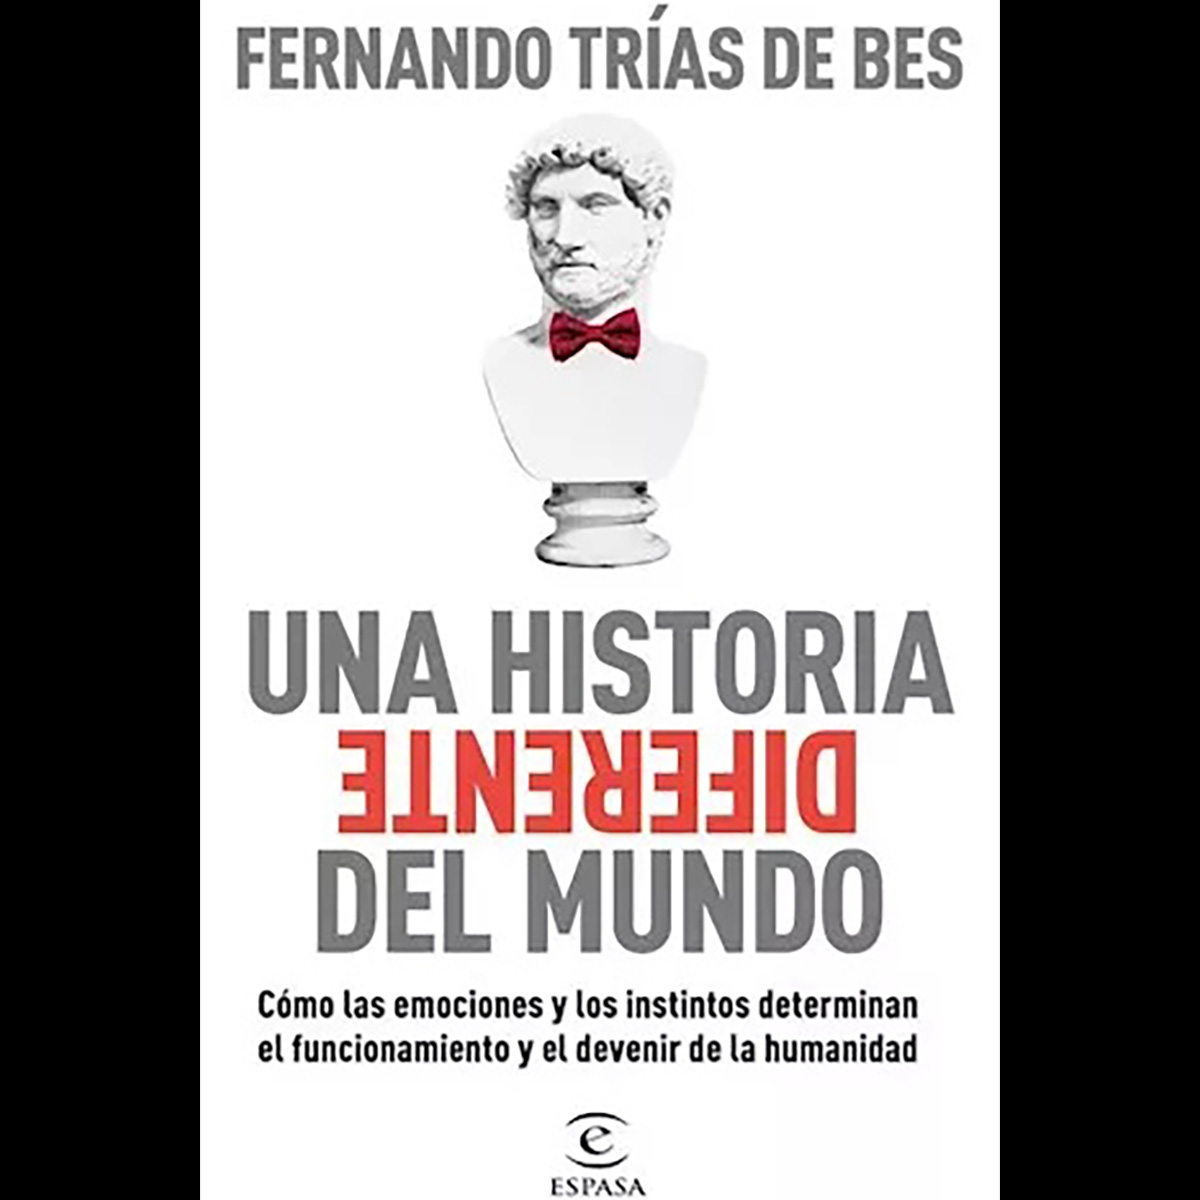 FERNANDO TRÍAS DE BES
UNA HISTORIA
DIFERENTE
DEL MUNDO
Cómo las emociones y los instintos determinan
el funcionamiento y el devenir de la humanidad
e
ESPASA